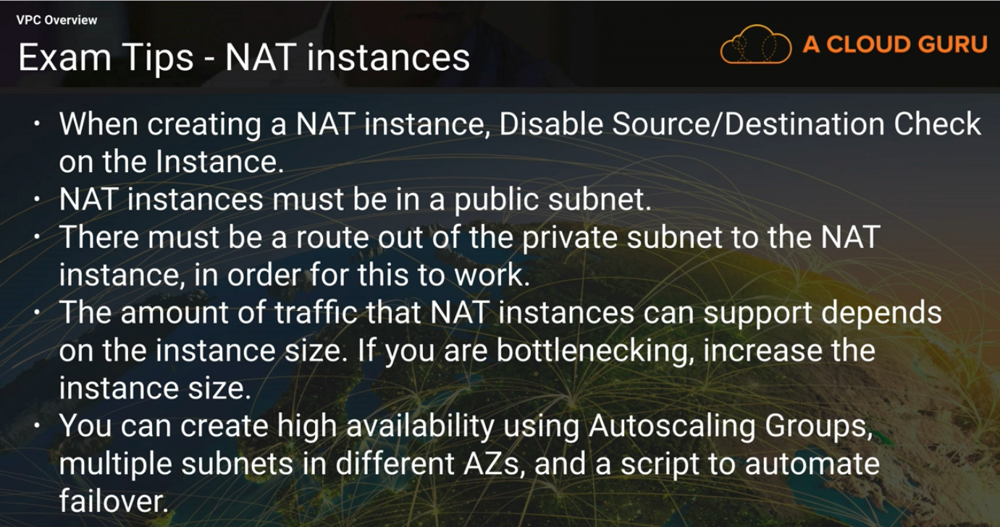 VPC Overview
Exam Tips - NAT instances
A CLOUD GURU
• When creating a NAT instance, Disable Source/Destination Check
on the Instance.
• NAT instances must be in a public subnet.
• There must be a route out of the private subnet to the NAT
instance, in order for this to work.
• The amount of traffic that NAT instances can support depends
on the instance size. If you are bottlenecking, increase the
instance size.
• You can create high availability using Autoscaling Groups,
multiple subnets in different AZs, and a script to automate
failover.